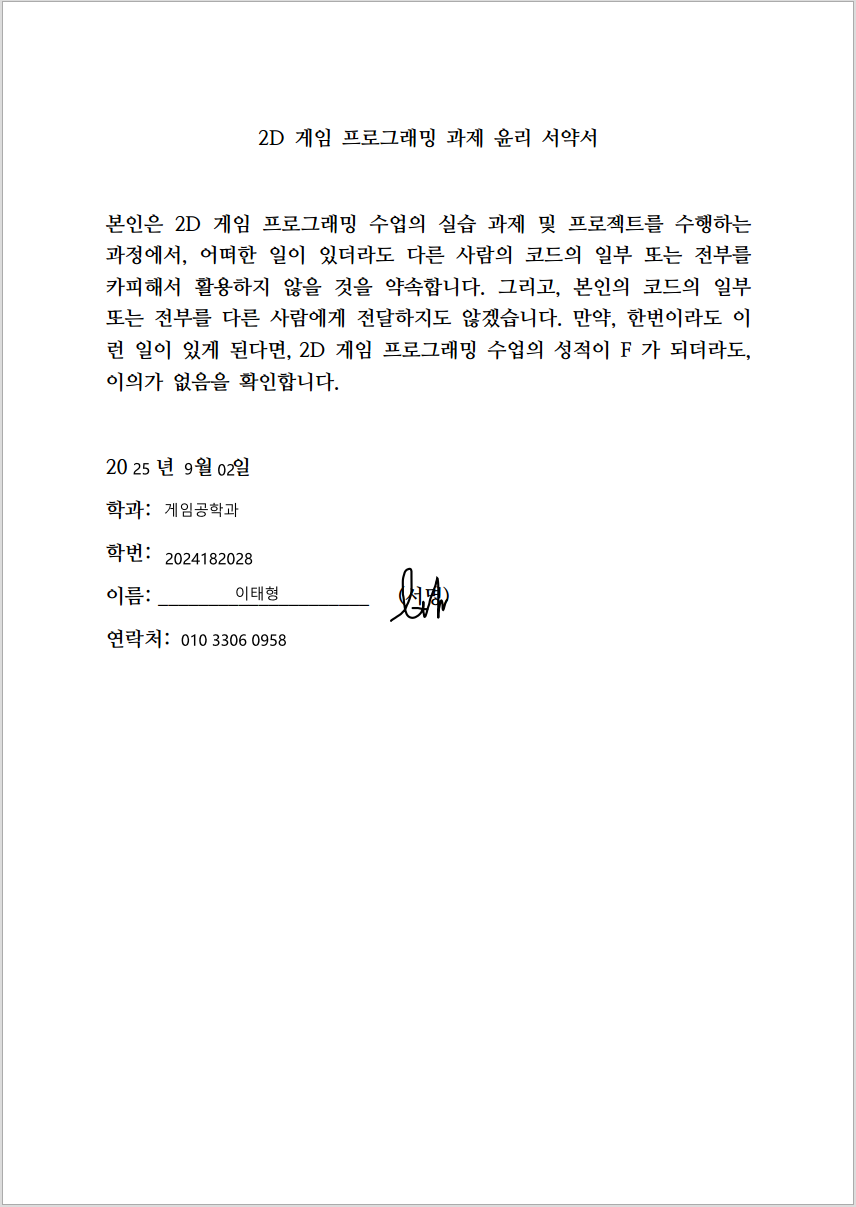 2D 게임 프로그래밍 과제 윤리 서약서
본인은 2D 게임 프로그래밍 수업의 실습 과제 및 프로젝트를 수행하는
과정에서, 어떠한 일이 있더라도 다른 사람의 코드의 일부 또는 전부를
카피해서 활용하지 않을 것을 약속합니다. 그리고, 본인의 코드의 일부
또는 전부를 다른 사람에게 전달하지도 않겠습니다. 만약, 한번이라도 이
런 일이 있게 된다면, 2D 게임 프로그래밍 수업의 성적이 F 가 되더라도,
이의가 없음을 확인합니다.
20 25 년 9월 02일
학과: 게임공학과
학번: 2024182028
이름: 이태형 (서명)
연락처: 010 3306 0958